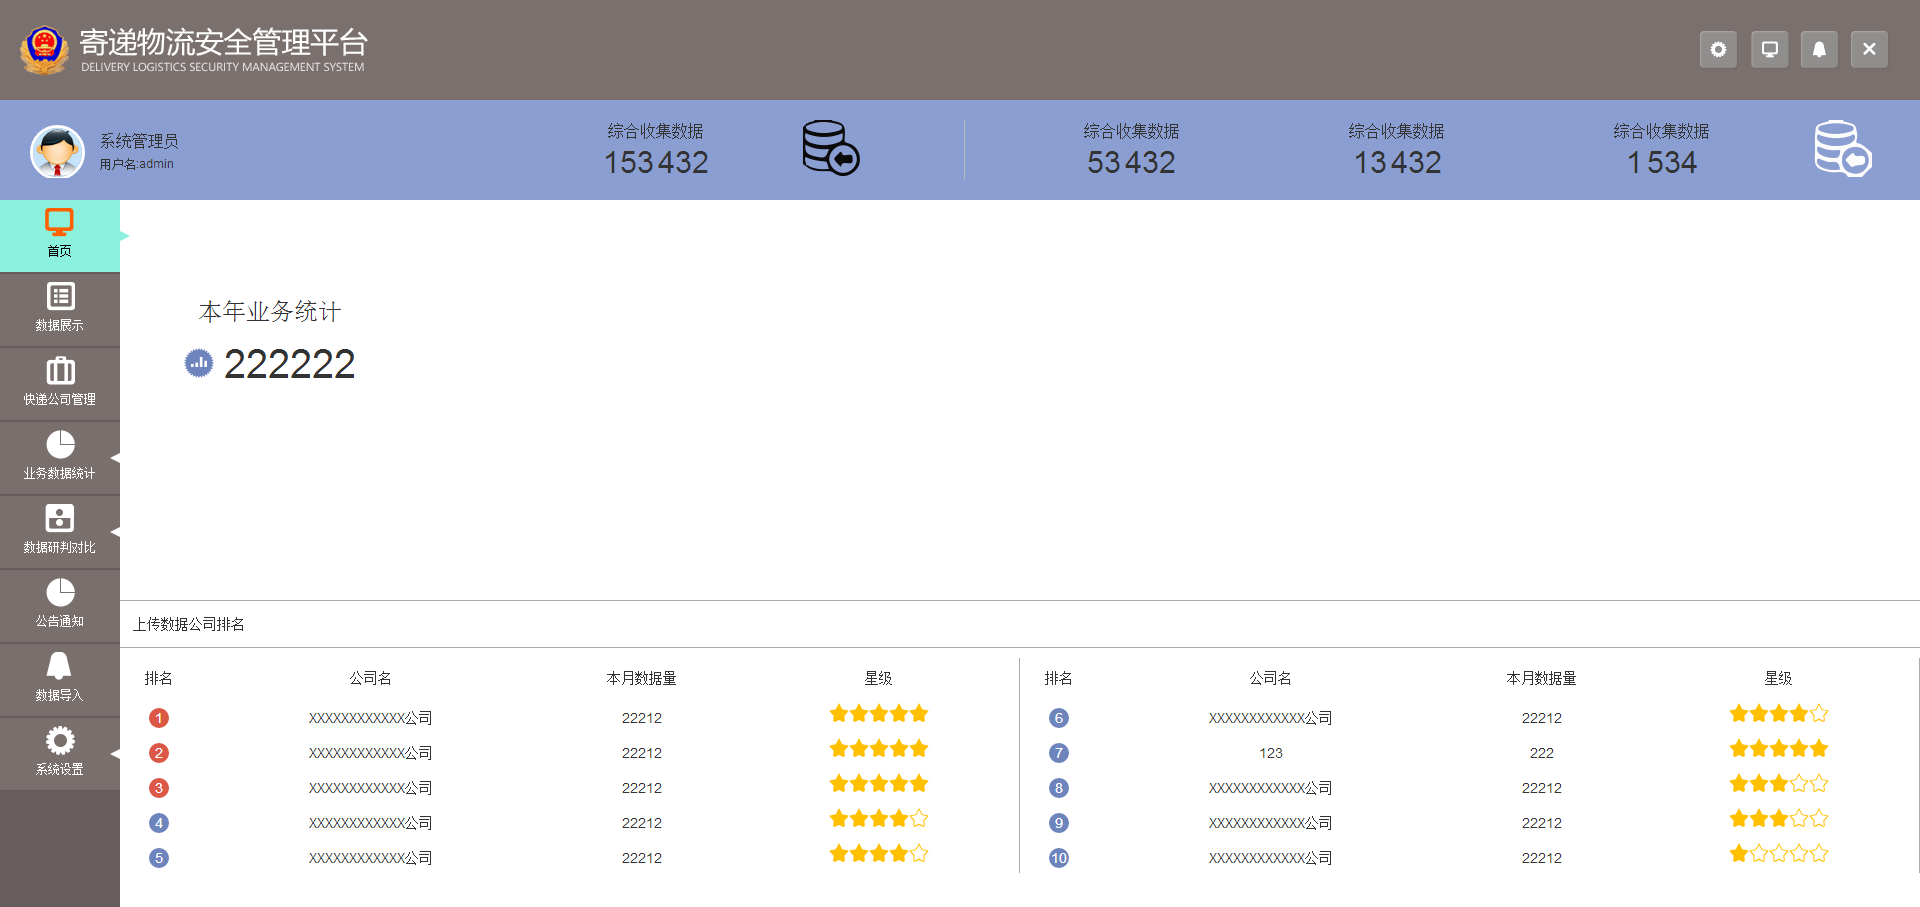 寄递物流安全管理平台
DELIVERY LOGISTICS SECURITY MANAGEMENT SYSTEM
系统管理员
用户名:admin
综合收集数据
153432
综合收集数据
53432
综合收集数据
13432
综合收集数据
1534
首页
数据展示
快递公司管理
业务数据统计
数据研判对比
公告通知
数据导入
系统设置
本年业务统计
222222
上传数据公司排名
排名 公司名 本月数据量 星级
1 XXXXXXXXXXXX公司 22212
2 XXXXXXXXXXXX公司 22212
3 XXXXXXXXXXXX公司 22212
4 XXXXXXXXXXXX公司 22212
5 XXXXXXXXXXXX公司 22212
排名 公司名 本月数据量 星级
6 XXXXXXXXXXXX公司 22212
7 123 222
8 XXXXXXXXXXXX公司 22212
9 XXXXXXXXXXXX公司 22212
10 XXXXXXXXXXXX公司 22212